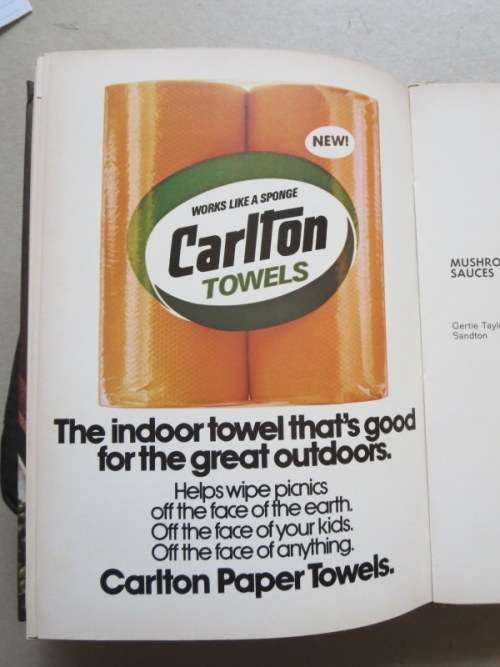 NEW!
WORKS LIKE A SPONGE
Carlton
TOWELS
The indoor towel that's good
for the great outdoors.
Helps wipe picnics
off the face of the earth.
Off the face of your kids.
Off the face of anything.
Carlton Paper Towels.
SAUCES
Gertie
Sandton